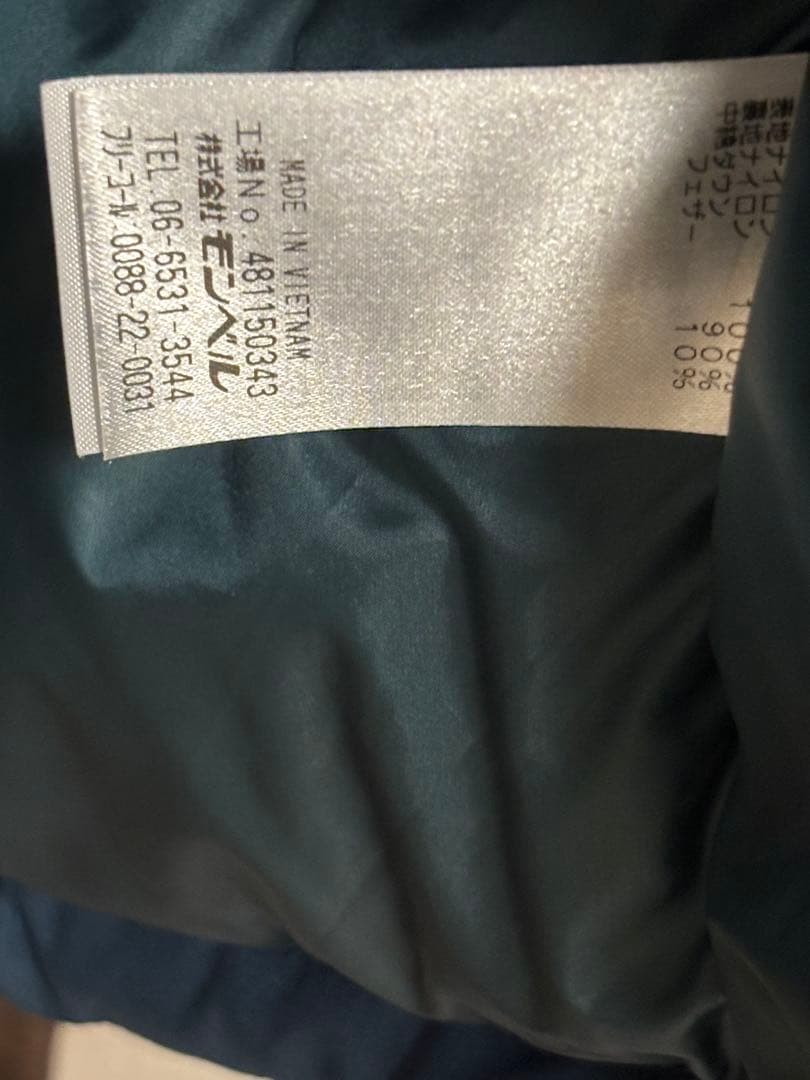 表地 ナイロン
裏地 ナイロン 100%
中綿 ダウン 90%
フェザー 10%
MADE IN VIETNAM
工場No. 481150343
株式会社 モンベル
TEL. 06-6531-3544
フリーコール. 0088-22-0031